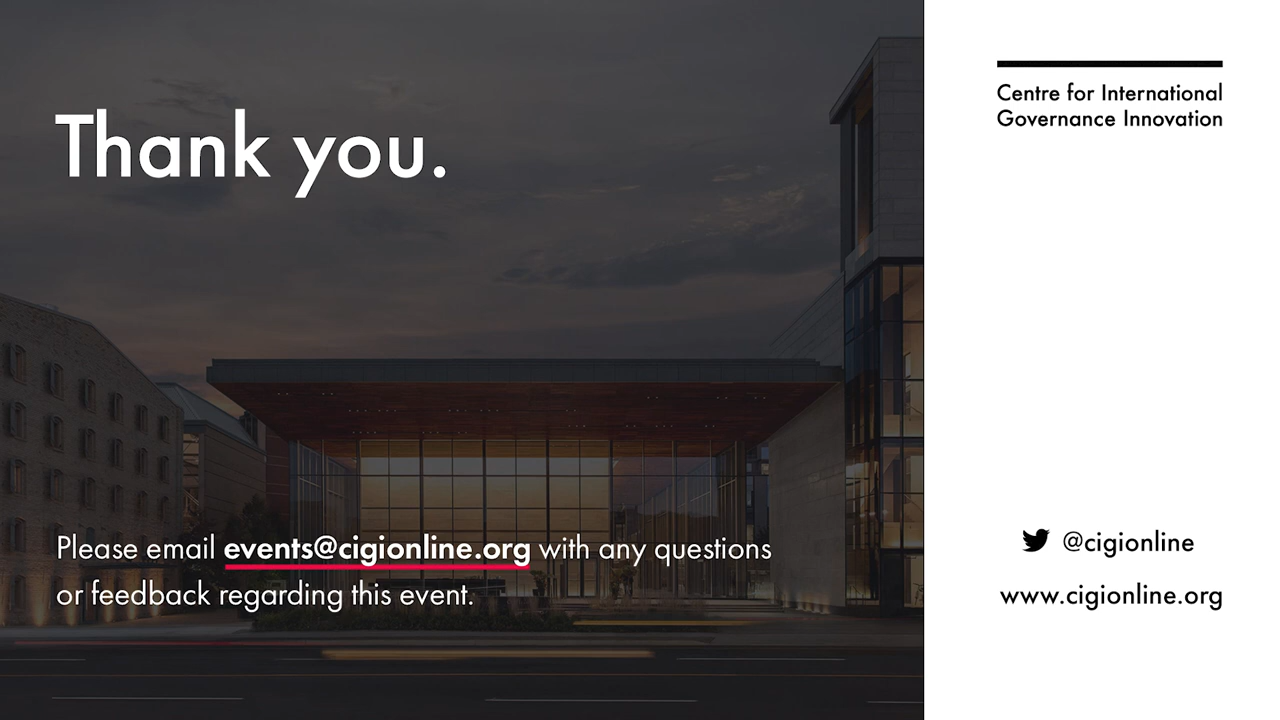 Thank you.
Please email events@cigionline.org with any questions
or feedback regarding this event.
Centre for International
Governance Innovation
@cigionline
www.cigionline.org